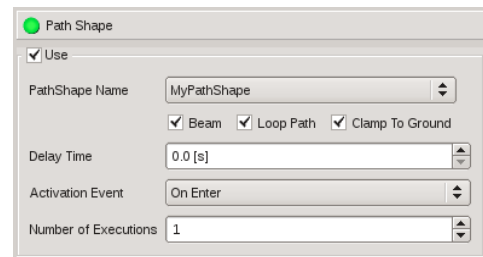 Path Shape
Use
PathShape Name MyPathShape
Beam Loop Path Clamp To Ground
Delay Time 0.0 [s]
Activation Event On Enter
Number of Executions 1